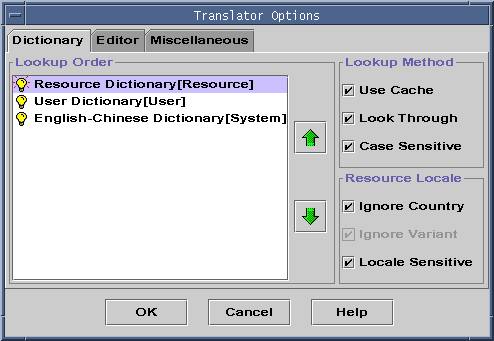 Translator Options
Dictionary Editor Miscellaneous
Lookup Order
Resource Dictionary[Resource]
User Dictionary[User]
English-Chinese Dictionary[System]
Lookup Method
Use Cache
Look Through
Case Sensitive
Resource Locale
Ignore Country
Ignore Variant
Locale Sensitive
OK Cancel Help